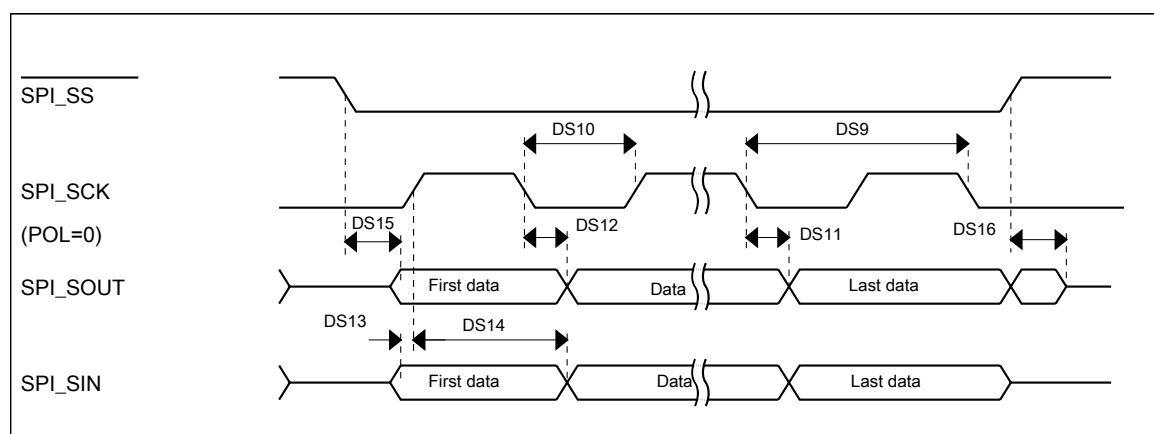 SPI_SS
DS10
DS9
SPI_SCK
(POL=0)
DS15
DS12
DS11
DS16
SPI_SOUT
First data
Data
Last data
DS13
DS14
SPI_SIN
First data
Data
Last data